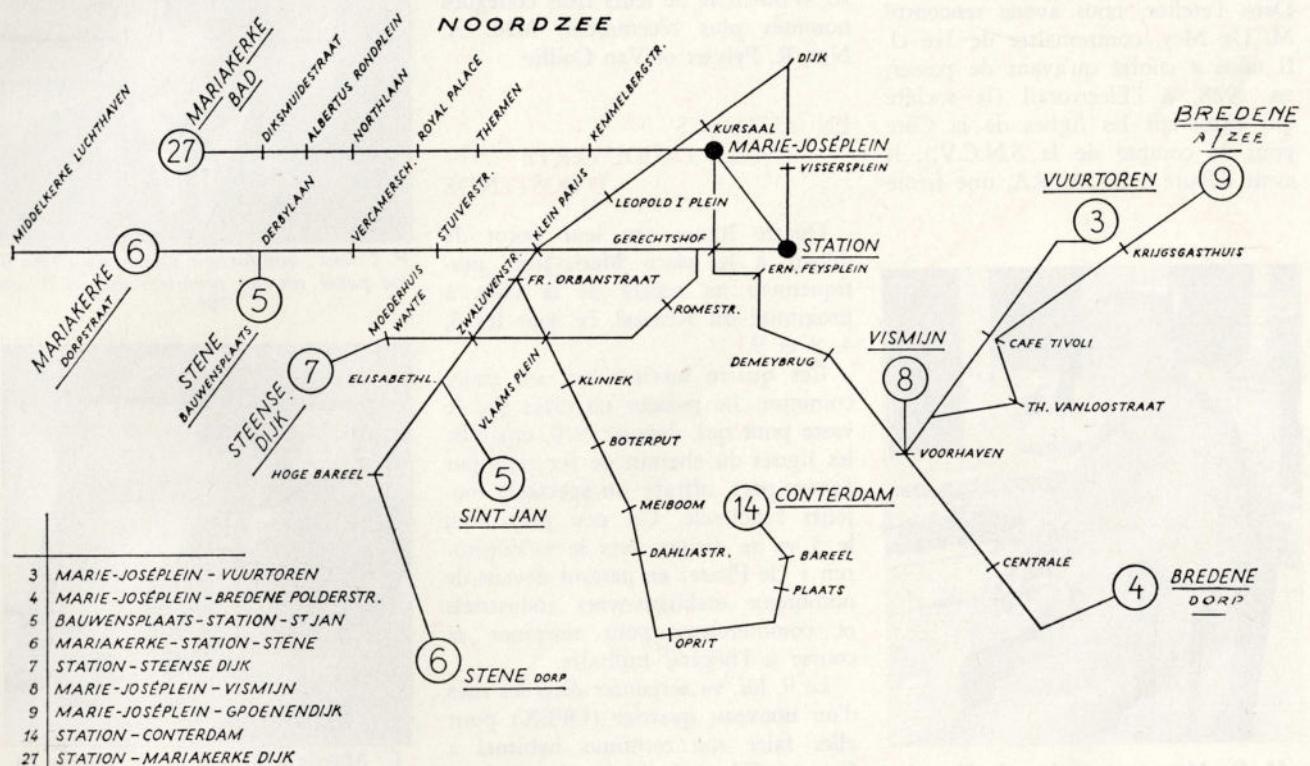 NOORDZEE
MIDDELKERKE LUCHTHAVEN
27
MARIAKERKE
BAD
DIKSMUIDESTRAAT
ALBERTUS RONDPLEIN
NORTHLAAN
ROYAL PALACE
THERMEN
KEMMELBERGSTR.
KURSAAL
DIJK
MARIE-JOSÉPLEIN
VISSERSPLEIN
BREDENE
A/ZEE
9
VUURTOREN
3
6
MARIAKERKE
DORPSTRAAT
5
STENE
BAUWENSPLAATS
DERBYLAAN
VERCAMERSCH.
STUIVERSTR.
KLEIN PARIJS
LEOPOLD I PLEIN
GERECHTSHOF
STATION
ERN. FEYSPLEIN
KRIJGSGASTHUIS
7
STEENSE
DIJK
MOEDERHUIS
WANTE
ZWALUWENSTR.
FR. ORBANSTRAAT
ROMESTR.
VLAAMS PLEIN
DEMEYBRUG
VISMIJN
8
CAFE TIVOLI
ELISABETHL.
KLINIEK
TH. VANLOOSTRAAT
BOTERPUT
VOORHAVEN
HOGE BAREEL
5
SINT JAN
MEIBOOM
14
CONTERDAM
DAHLIASTR.
BAREEL
PLAATS
OPRIT
CENTRALE
4
BREDENE
DORP
6
STENE DORP
3 MARIE-JOSÉPLEIN - VUURTOREN
4 MARIE-JOSÉPLEIN - BREDENE POLDERSTR.
5 BAUWENSPLAATS - STATION - ST JAN
6 MARIAKERKE - STATION - STENE
7 STATION - STEENSE DIJK
8 MARIE-JOSÉPLEIN - VISMIJN
9 MARIE-JOSÉPLEIN - GPOENENDIJK
14 STATION - CONTERDAM
27 STATION - MARIAKERKE DIJK